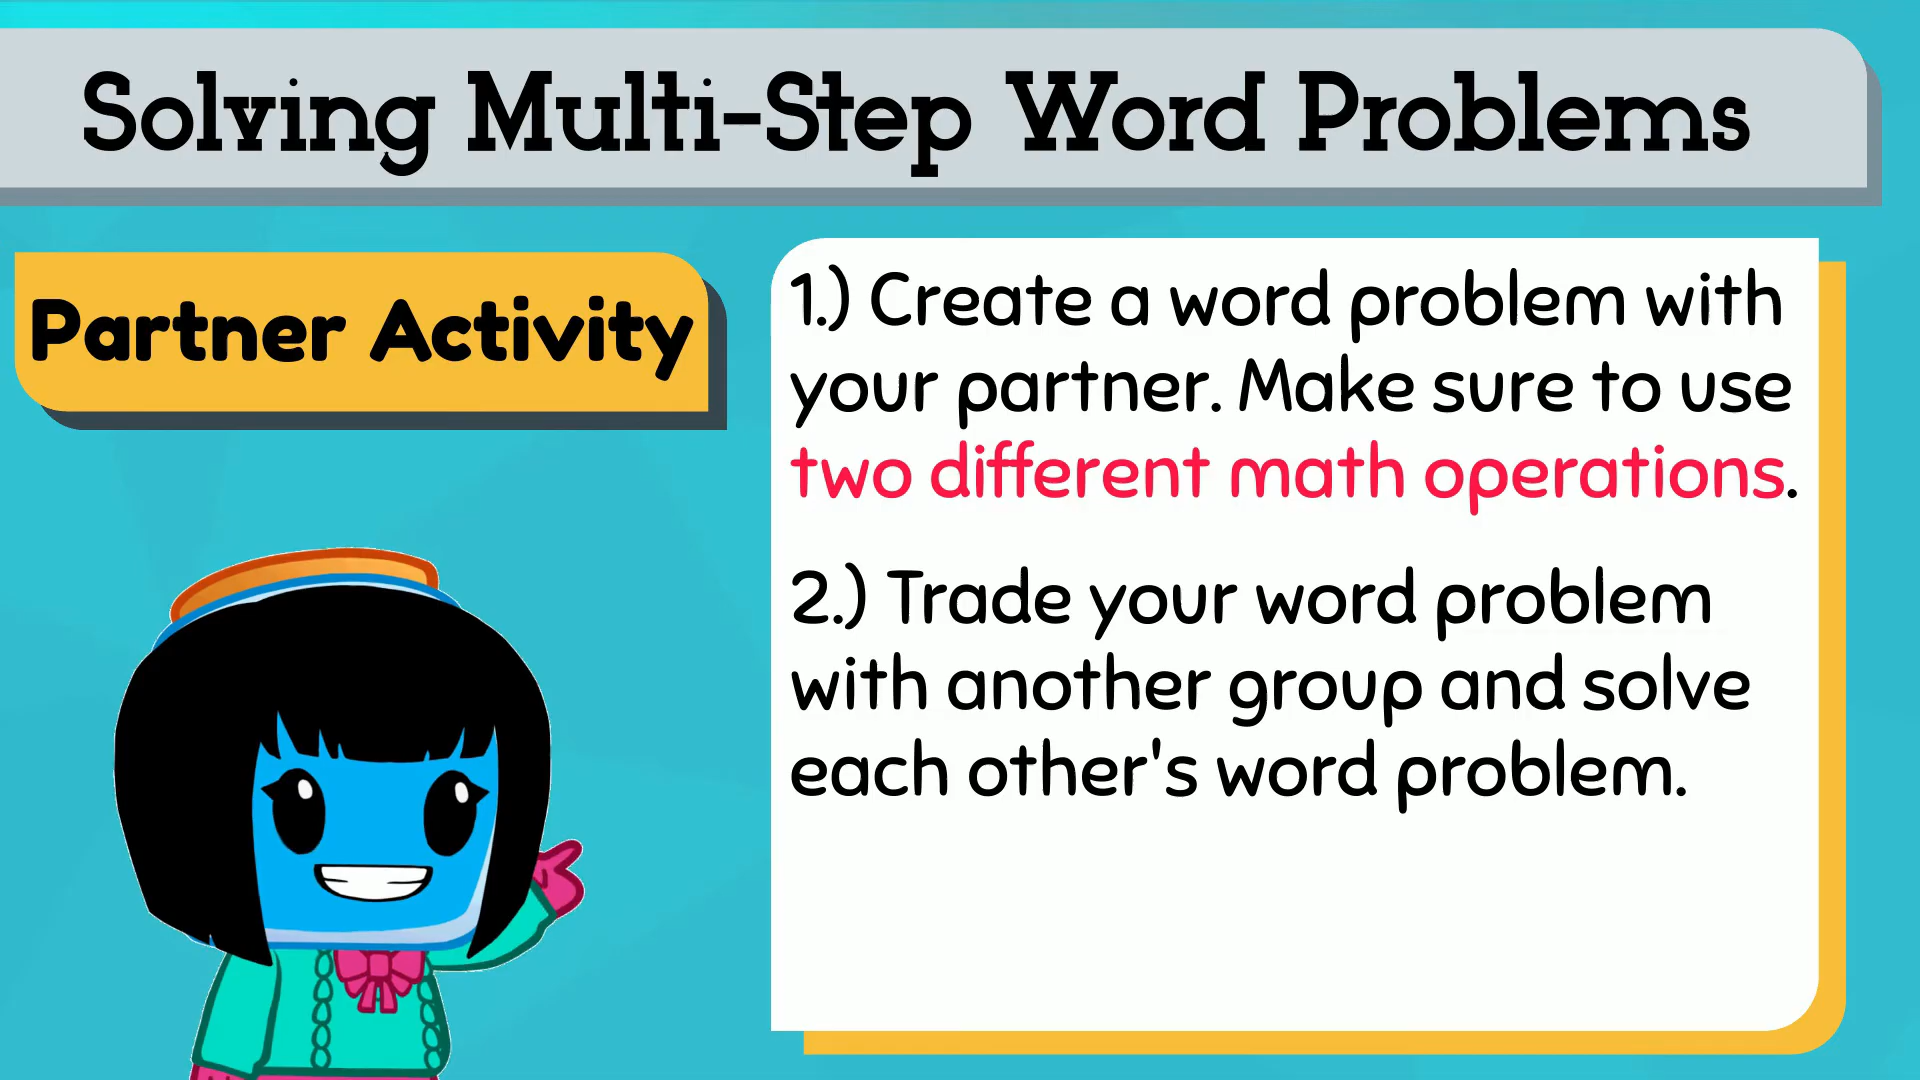 Solving Multi-Step Word Problems
Partner Activity
1.) Create a word problem with
your partner. Make sure to use
two different math operations.
2.) Trade your word problem
with another group and solve
each other's word problem.